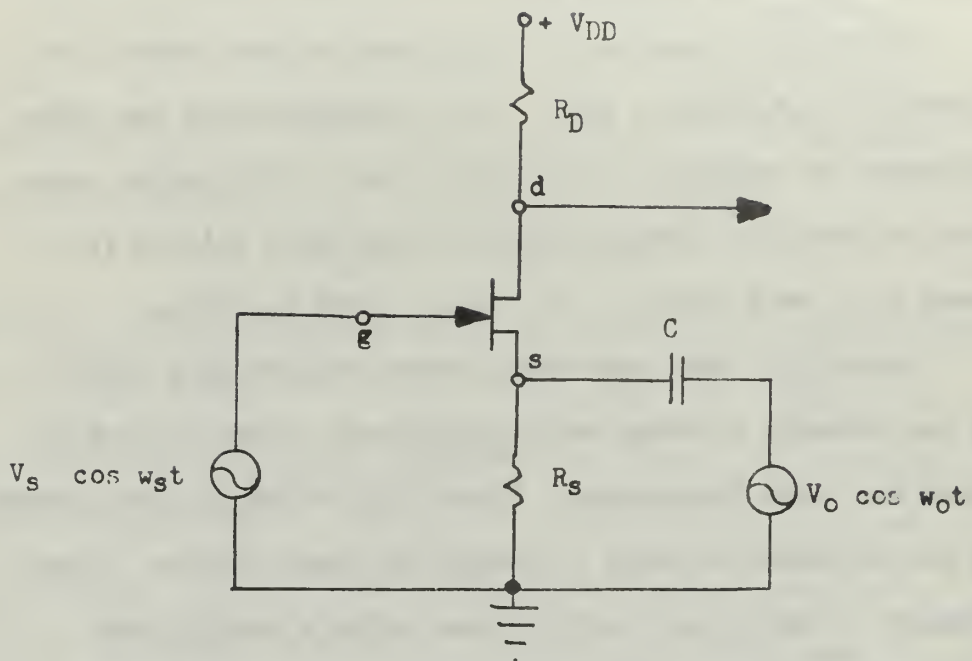 + V_DD
R_D
d
g
C
s
V_s cos w_s t
R_s
V_o cos w_o t